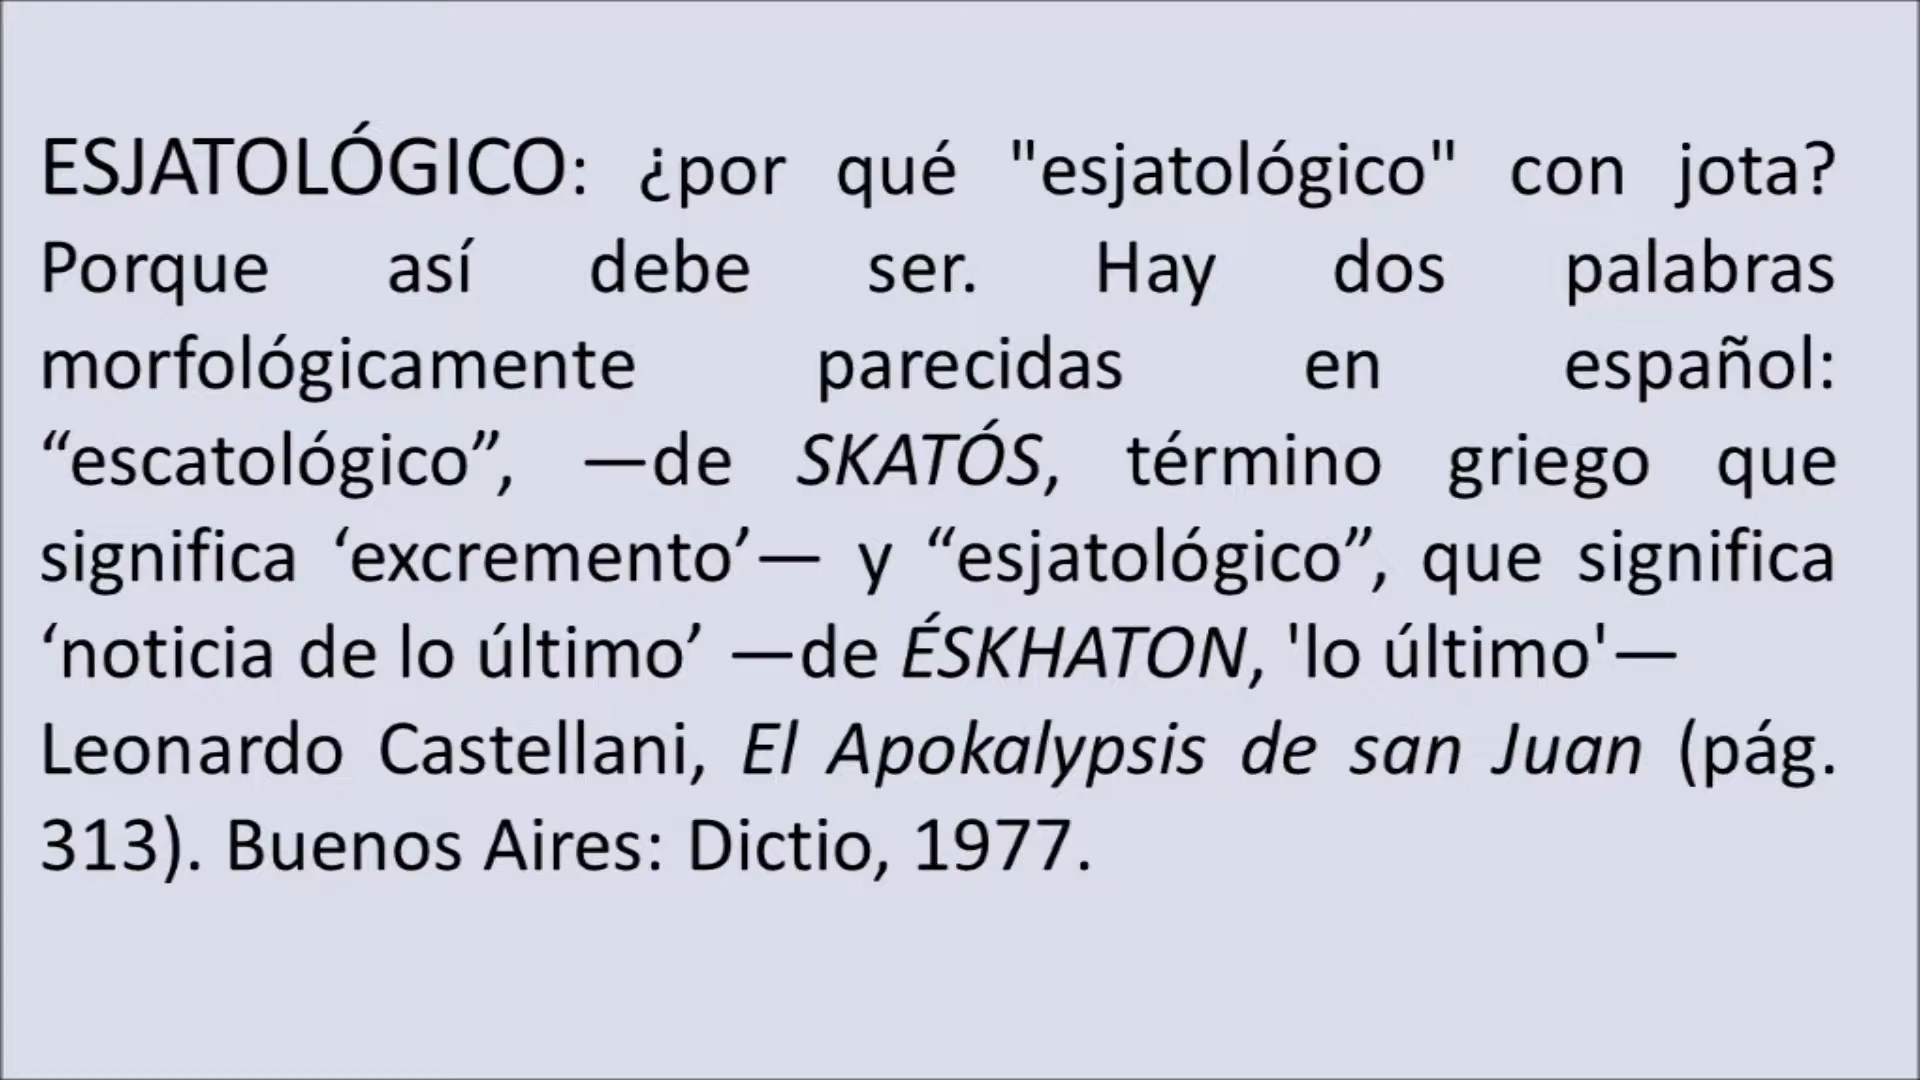 ESJATOLÓGICO: ¿por qué "esjatológico" con jota?
Porque así debe ser. Hay dos palabras
morfológicamente parecidas en español:
“escatológico”, —de SKATÓS, término griego que
significa ‘excremento’— y “esjatológico”, que significa
‘noticia de lo último’ —de ÉSKHATON, 'lo último'—
Leonardo Castellani, El Apokalypsis de san Juan (pág.
313). Buenos Aires: Dictio, 1977.